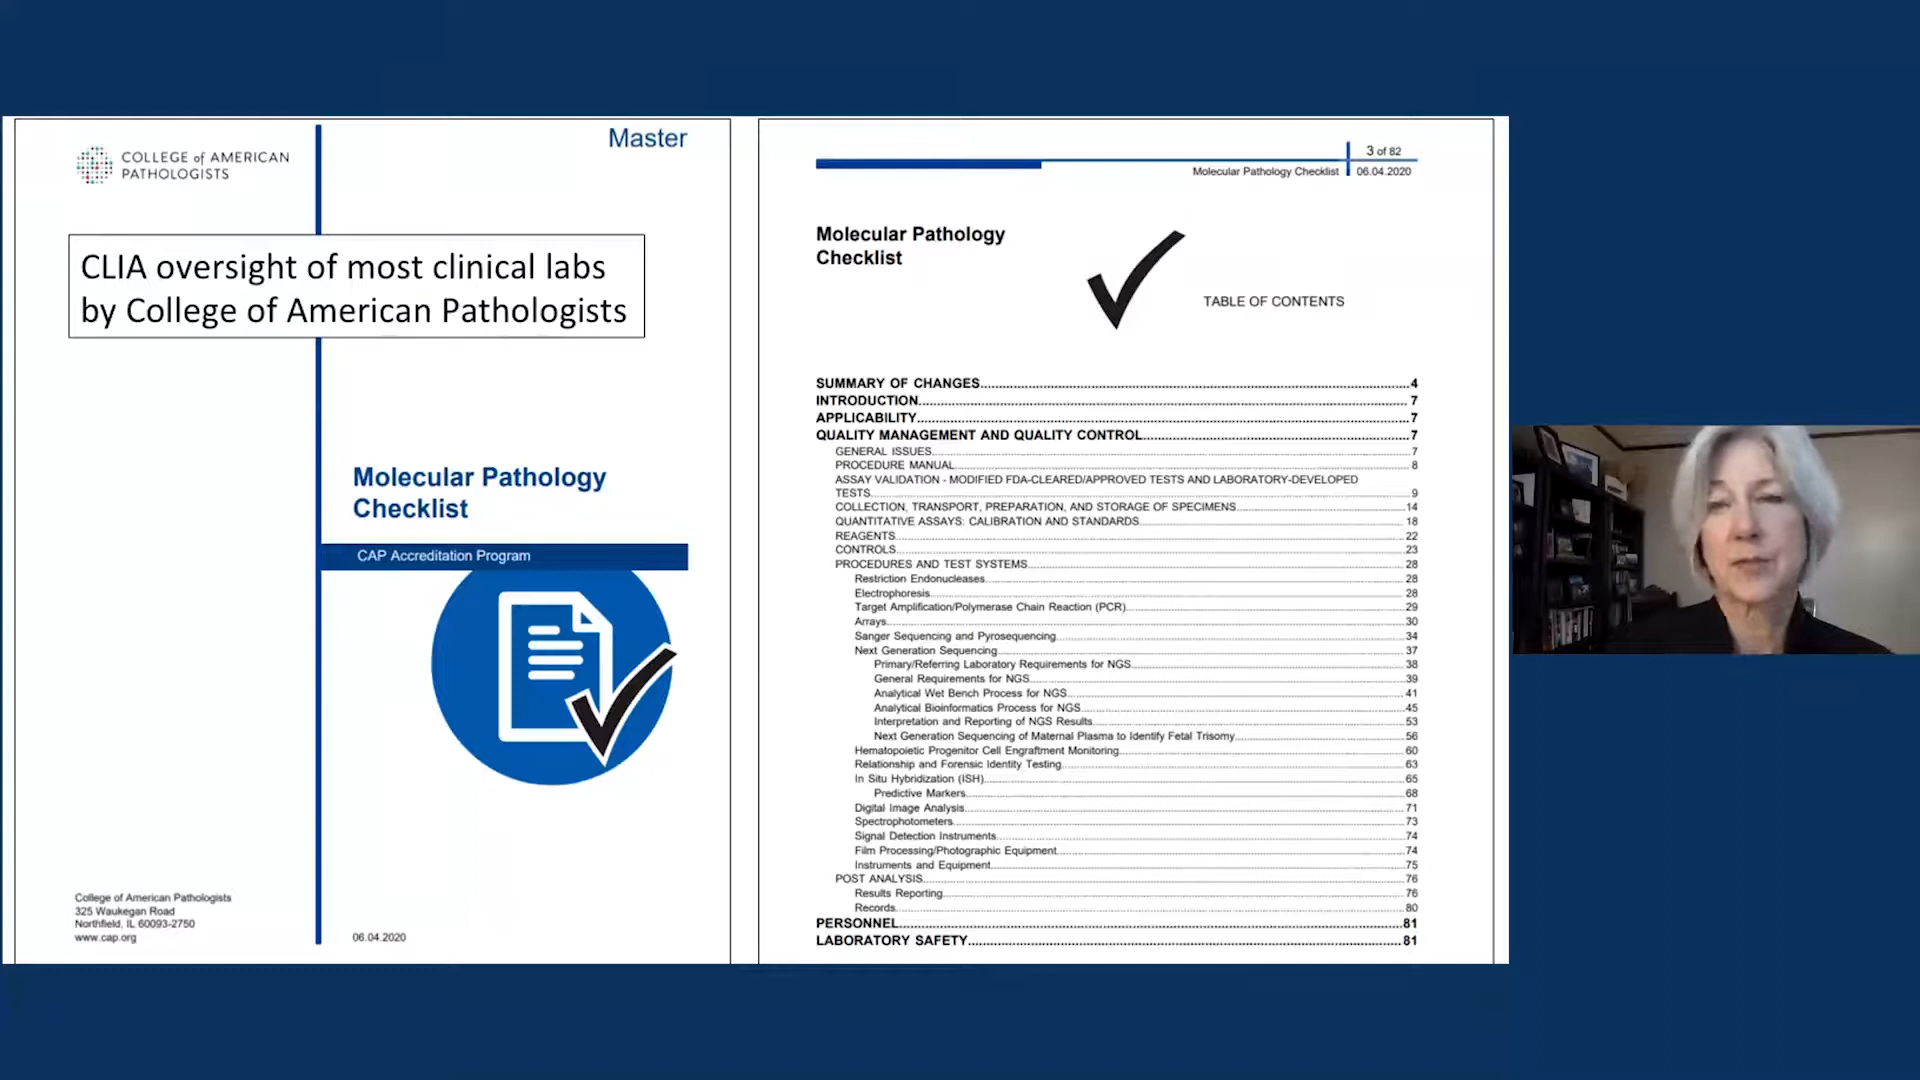 COLLEGE of AMERICAN
PATHOLOGISTS
Master
CLIA oversight of most clinical labs
by College of American Pathologists
Molecular Pathology
Checklist
CAP Accreditation Program
College of American Pathologists
325 Waukegan Road
Northfield, IL 60093-2750
www.cap.org
06.04.2020
3 of 82
Molecular Pathology Checklist 06.04.2020
Molecular Pathology
Checklist
TABLE OF CONTENTS
SUMMARY OF CHANGES 4
INTRODUCTION 7
APPLICABILITY 7
QUALITY MANAGEMENT AND QUALITY CONTROL 7
GENERAL ISSUES 7
PROCEDURE MANUAL 8
ASSAY VALIDATION - MODIFIED FDA-CLEARED/APPROVED TESTS AND LABORATORY-DEVELOPED
TESTS 9
COLLECTION, TRANSPORT, PREPARATION, AND STORAGE OF SPECIMENS 14
QUANTITATIVE ASSAYS: CALIBRATION AND STANDARDS 18
REAGENTS 22
CONTROLS 23
PROCEDURES AND TEST SYSTEMS 28
Restriction Endonucleases 28
Electrophoresis 28
Target Amplification/Polymerase Chain Reaction (PCR) 29
Arrays 30
Sanger Sequencing and Pyrosequencing 34
Next Generation Sequencing 37
Primary/Referring Laboratory Requirements for NGS 38
General Requirements for NGS 39
Analytical Wet Bench Process for NGS 41
Analytical Bioinformatics Process for NGS 45
Interpretation and Reporting of NGS Results 53
Next Generation Sequencing of Maternal Plasma to Identify Fetal Trisomy 56
Hematopoietic Progenitor Cell Engraftment Monitoring 60
Relationship and Forensic Identity Testing 63
In Situ Hybridization (ISH) 65
Predictive Markers 68
Digital Image Analysis 71
Spectrophotometers 73
Signal Detection Instruments 74
Film Processing/Photographic Equipment 74
Instruments and Equipment 75
POST ANALYSIS 76
Results Reporting 76
Records 80
PERSONNEL 81
LABORATORY SAFETY 81